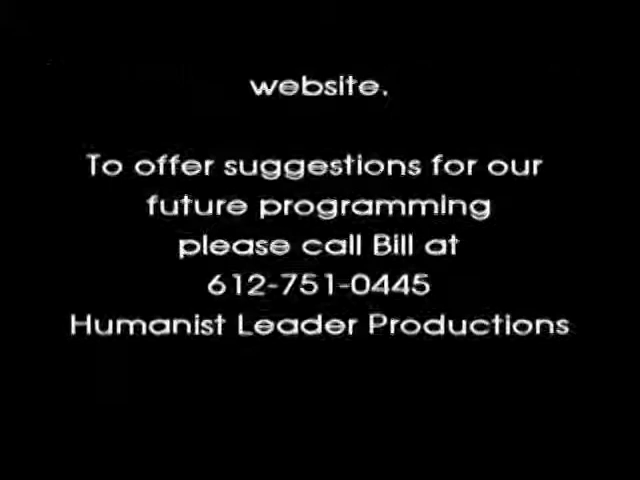 website.
To offer suggestions for our
future programming
please call Bill at
612-751-0445
Humanist Leader Productions